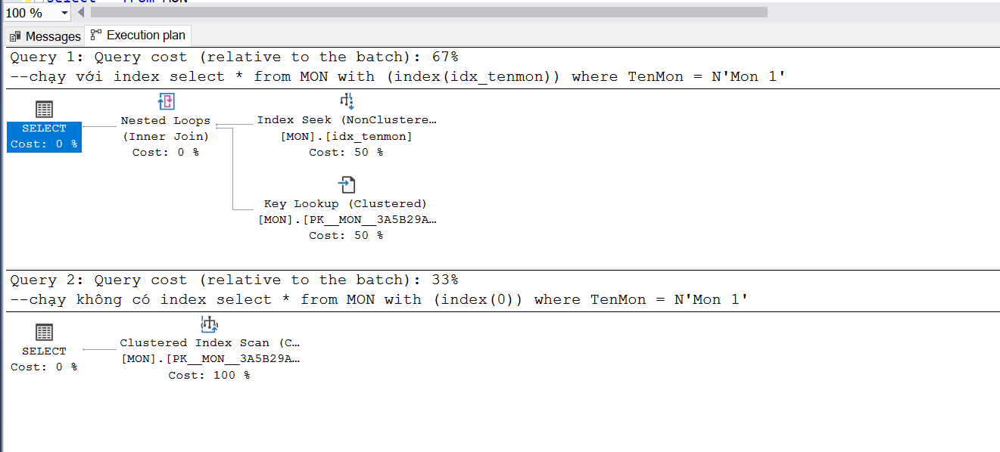 100 %
Messages Execution plan
Query 1: Query cost (relative to the batch): 67%
--chạy với index select * from MON with (index(idx_tenmon)) where TenMon = N'Mon 1'
SELECT
Cost: 0 %
Nested Loops
(Inner Join)
Cost: 0 %
Index Seek (NonClustere…
[MON].[idx_tenmon]
Cost: 50 %
Key Lookup (Clustered)
[MON].[PK__MON__3A5B29A…
Cost: 50 %
Query 2: Query cost (relative to the batch): 33%
--chạy không có index select * from MON with (index(0)) where TenMon = N'Mon 1'
SELECT
Cost: 0 %
Clustered Index Scan (C…
[MON].[PK__MON__3A5B29A…
Cost: 100 %